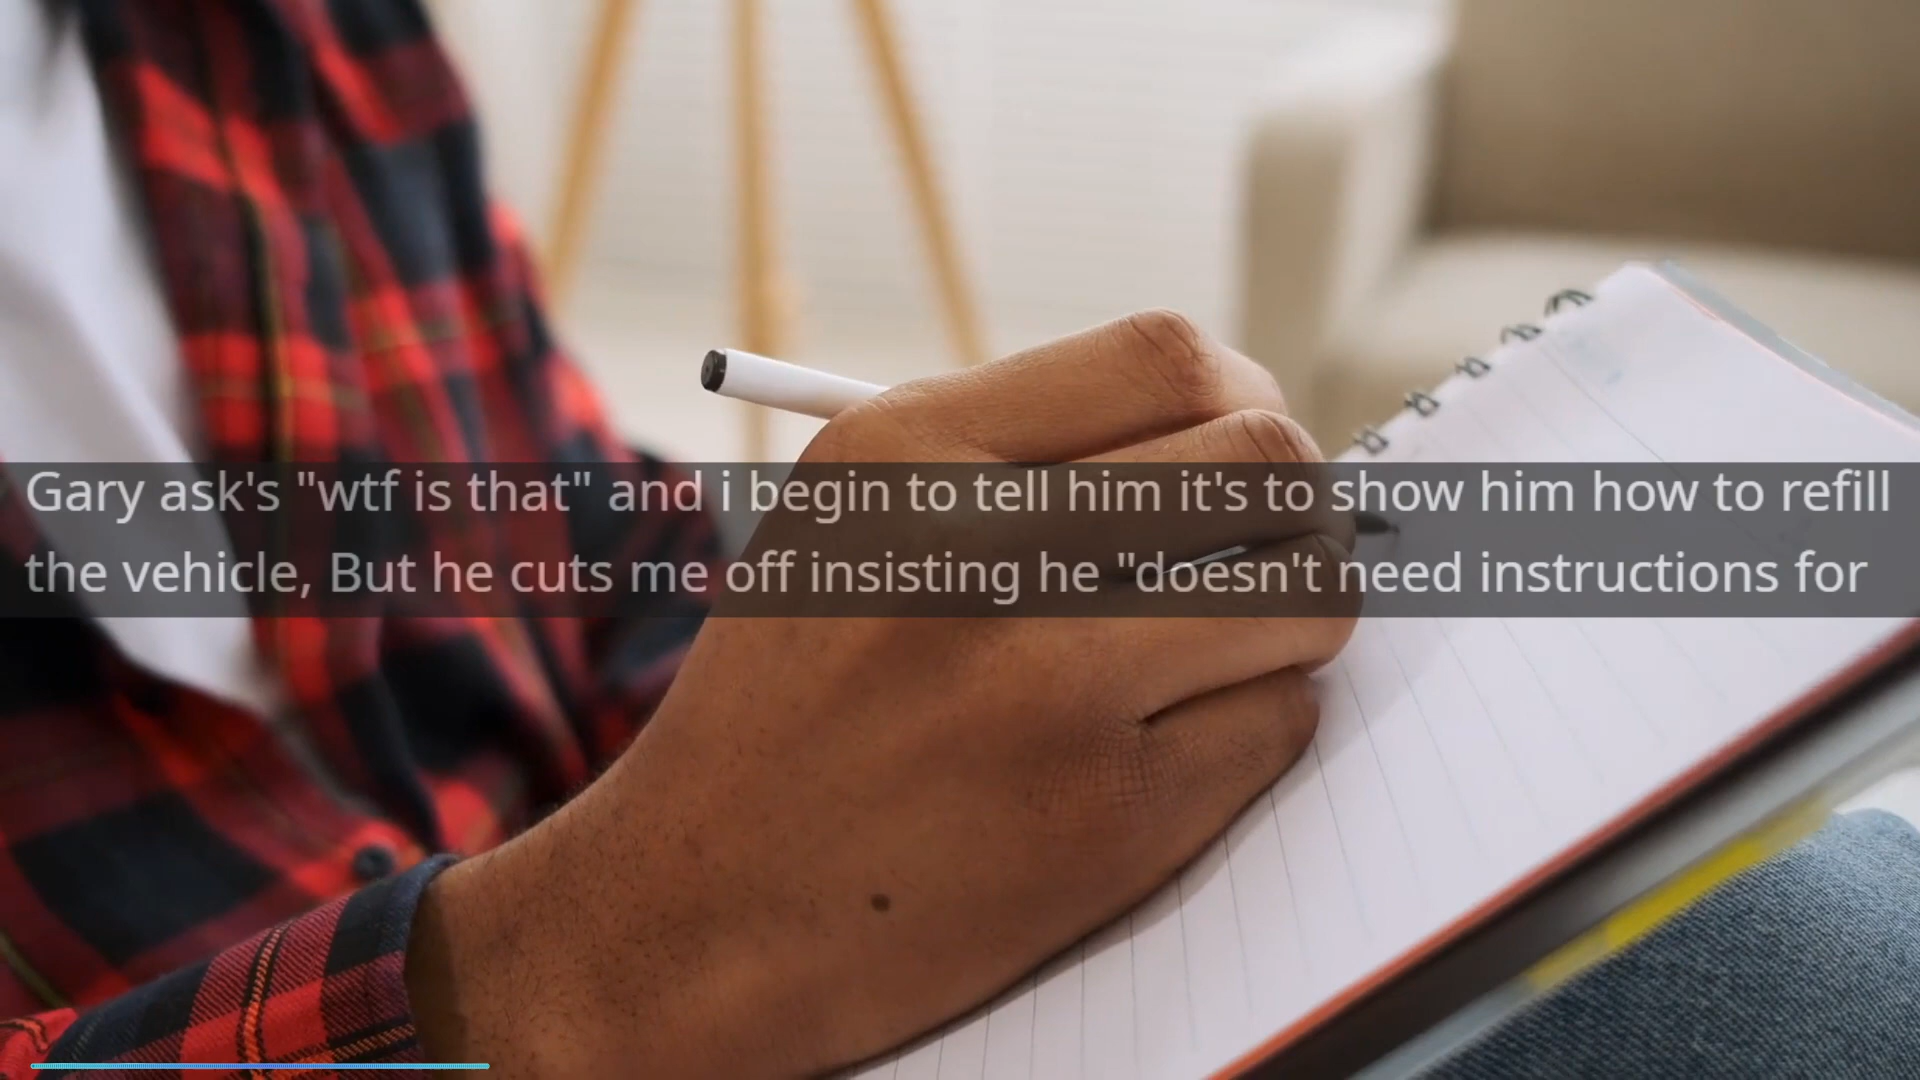 Gary ask's "wtf is that" and i begin to tell him it's to show him how to refill
the vehicle, But he cuts me off insisting he "doesn't need instructions for